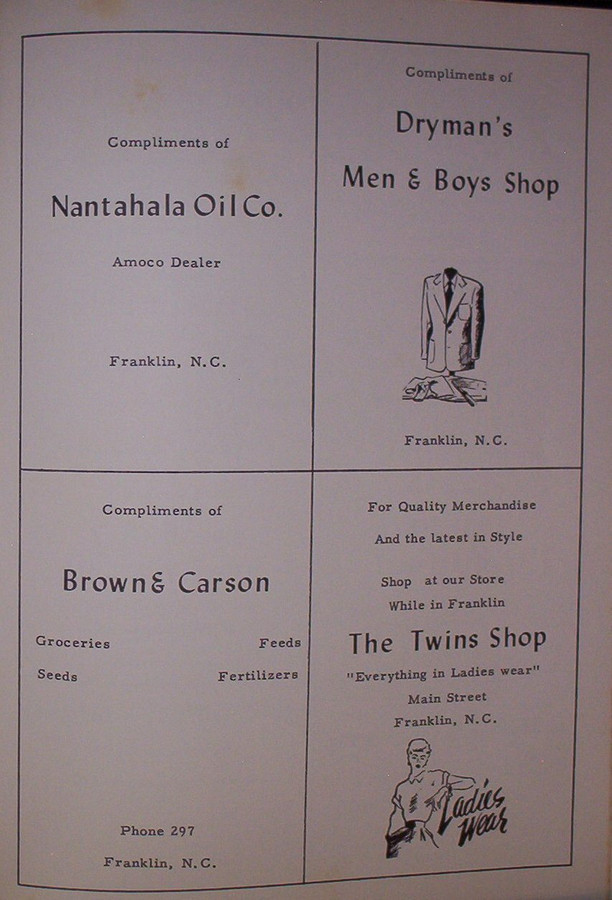 Compliments of
Nantahala Oil Co.
Amoco Dealer
Franklin, N.C.
Compliments of
Dryman's
Men & Boys Shop
Franklin, N.C.
Compliments of
Brown & Carson
Groceries Feeds
Seeds Fertilizers
Phone 297
Franklin, N.C.
For Quality Merchandise
And the latest in Style
Shop at our Store
While in Franklin
The Twins Shop
"Everything in Ladies wear"
Main Street
Franklin, N.C.
Ladies
Wear